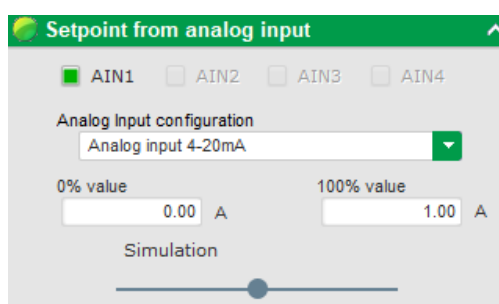 Setpoint from analog input
AIN1 AIN2 AIN3 AIN4
Analog Input configuration
Analog input 4-20mA
0% value 100% value
0.00 A 1.00 A
Simulation